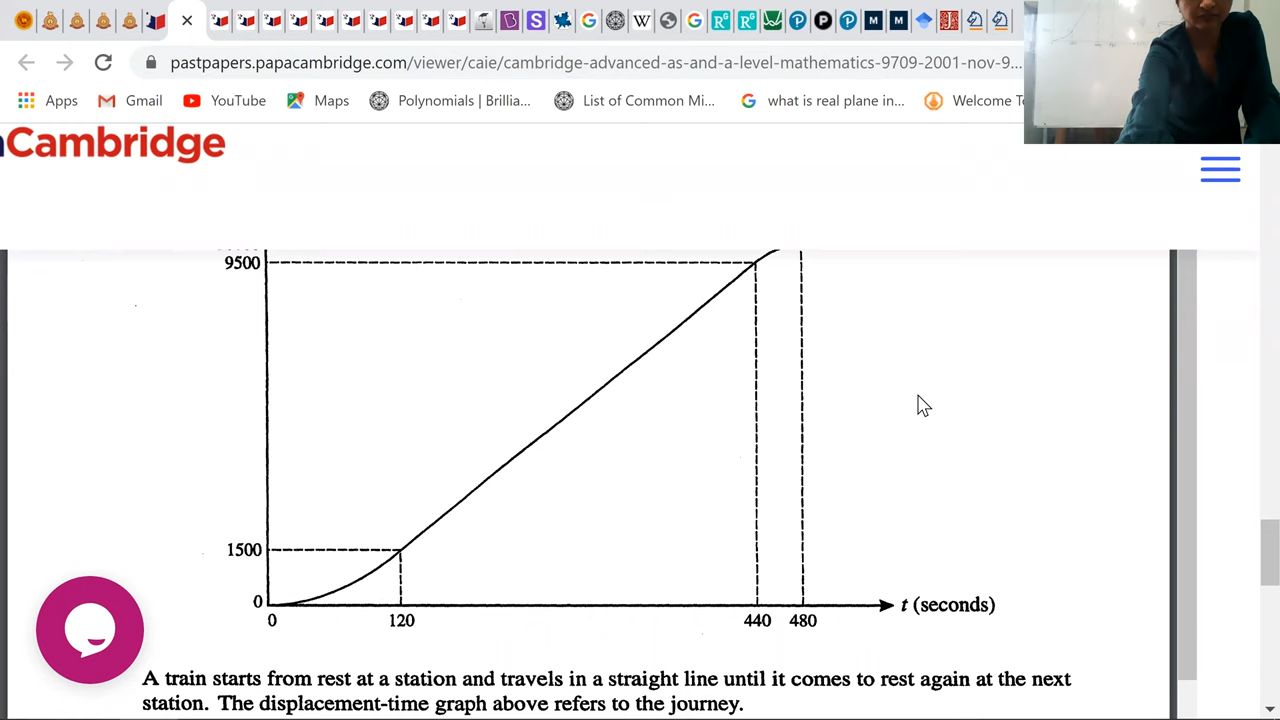 pastpapers.papacambridge.com/viewer/caie/cambridge-advanced-as-and-a-level-mathematics-9709-2001-nov-9...
Apps Gmail YouTube Maps Polynomials | Brillia... List of Common Mi... what is real plane in... Welcome
Cambridge
9500
1500
0
0 120 440 480
t (seconds)
A train starts from rest at a station and travels in a straight line until it comes to rest again at the next
station. The displacement-time graph above refers to the journey.